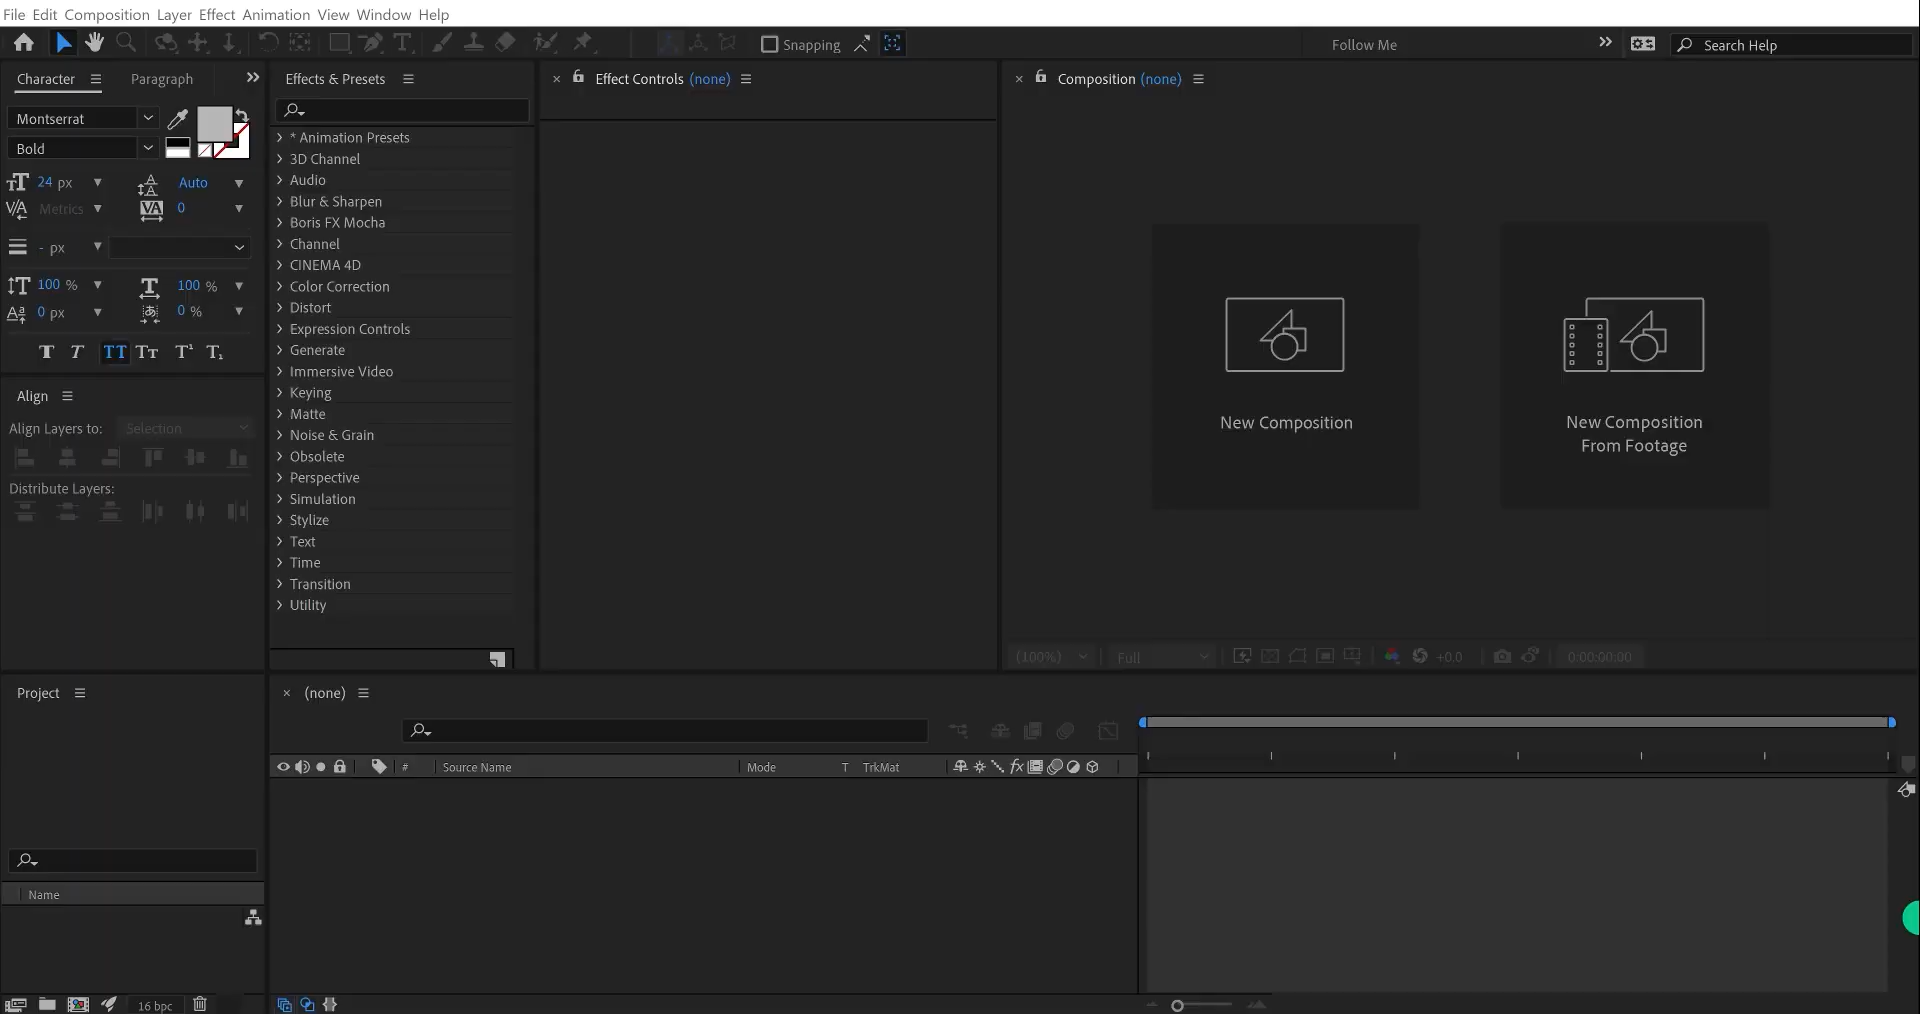 File Edit Composition Layer Effect Animation View Window Help
Snapping
Follow Me
Search Help
Character
Paragraph
Montserrat
Bold
24 px
Auto
Metrics
0
- px
100 %
100 %
0 px
0 %
Align
Align Layers to:
Selection
Distribute Layers:
Effects & Presets
* Animation Presets
3D Channel
Audio
Blur & Sharpen
Boris FX Mocha
Channel
CINEMA 4D
Color Correction
Distort
Expression Controls
Generate
Immersive Video
Keying
Matte
Noise & Grain
Obsolete
Perspective
Simulation
Stylize
Text
Time
Transition
Utility
Effect Controls (none)
Composition (none)
New Composition
New Composition
From Footage
(100%)
Full
+0.0
0:00:00:00
Project
Name
16 bpc
(none)
#
Source Name
Mode
T
TrkMat